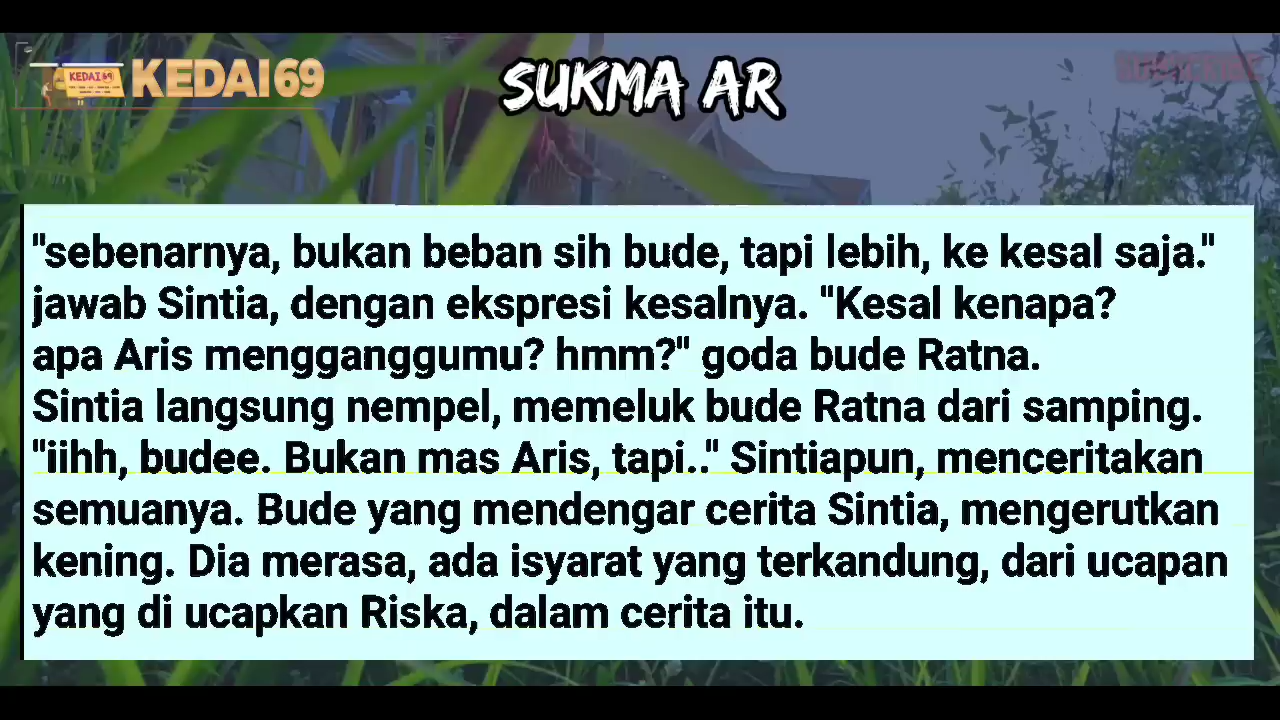 KEDAI 69
KEDAI69
SUKMA AR
SUBSCRIBE
"sebenarnya, bukan beban sih bude, tapi lebih, ke kesal saja."
jawab Sintia, dengan ekspresi kesalnya. "Kesal kenapa?
apa Aris mengganggumu? hmm?" goda bude Ratna.
Sintia langsung nempel, memeluk bude Ratna dari samping.
"iihh, budee. Bukan mas Aris, tapi.." Sintiapun, menceritakan
semuanya. Bude yang mendengar cerita Sintia, mengerutkan
kening. Dia merasa, ada isyarat yang terkandung, dari ucapan
yang di ucapkan Riska, dalam cerita itu.